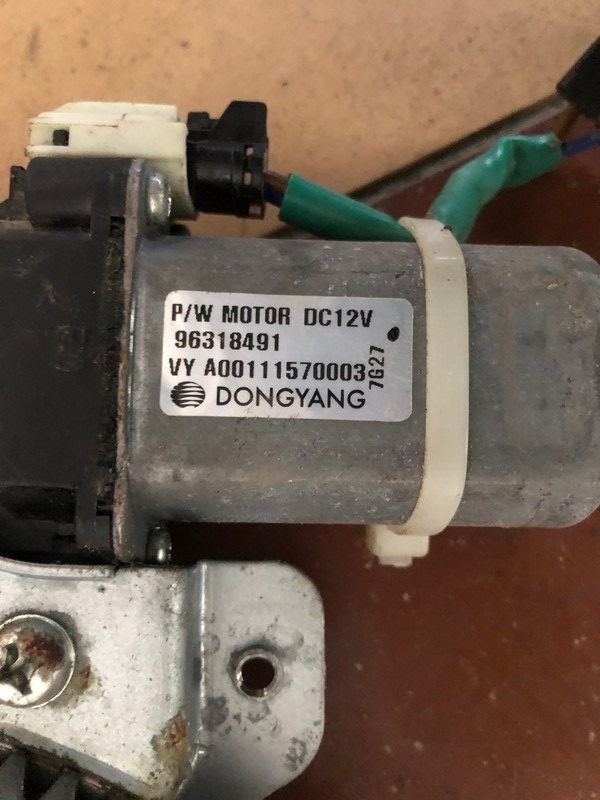 P/W MOTOR DC12V
96318491
VY A00111570003
7G27
DONGYANG